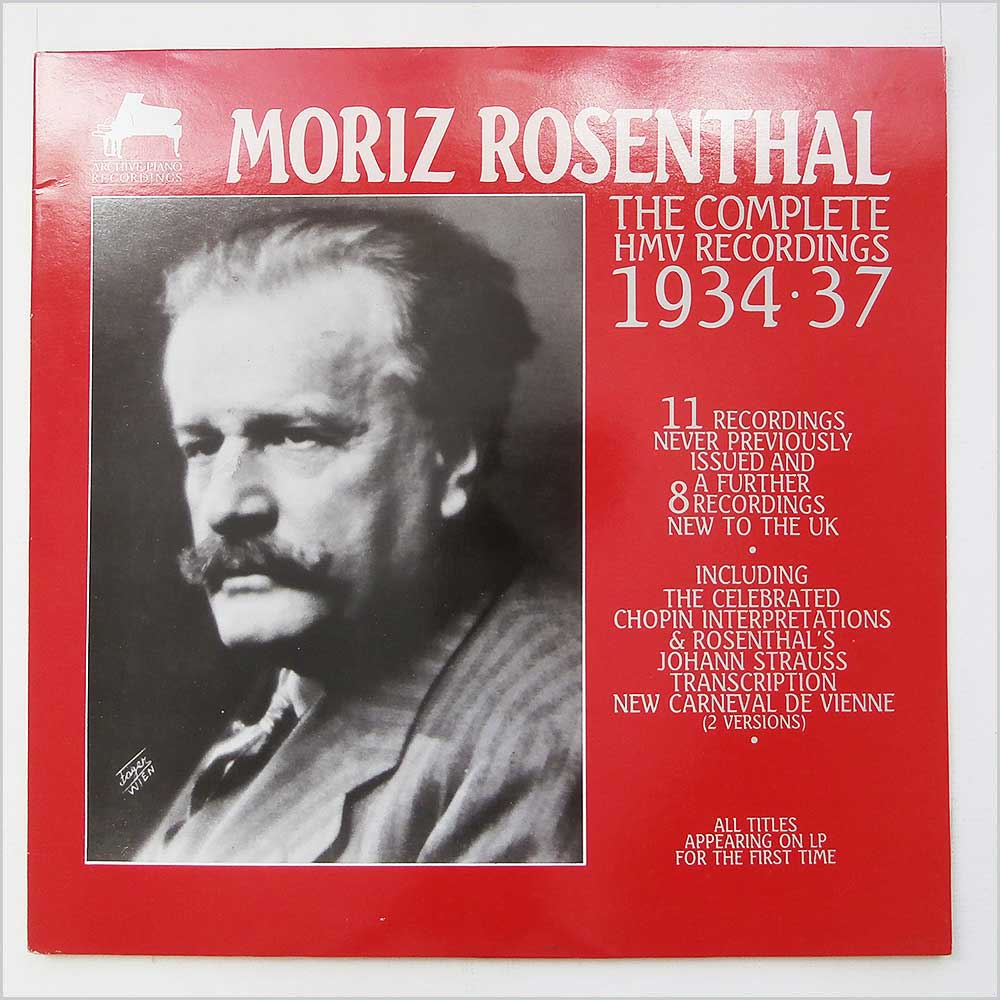 ARCHIVE PIANO
RECORDINGS
MORIZ ROSENTHAL
THE COMPLETE
HMV RECORDINGS
1934·37
11 RECORDINGS
NEVER PREVIOUSLY
ISSUED AND
8 A FURTHER
RECORDINGS
NEW TO THE UK
•
INCLUDING
THE CELEBRATED
CHOPIN INTERPRETATIONS
& ROSENTHAL'S
JOHANN STRAUSS
TRANSCRIPTION
NEW CARNEVAL DE VIENNE
(2 VERSIONS)
•
ALL TITLES
APPEARING ON LP
FOR THE FIRST TIME
WIEN